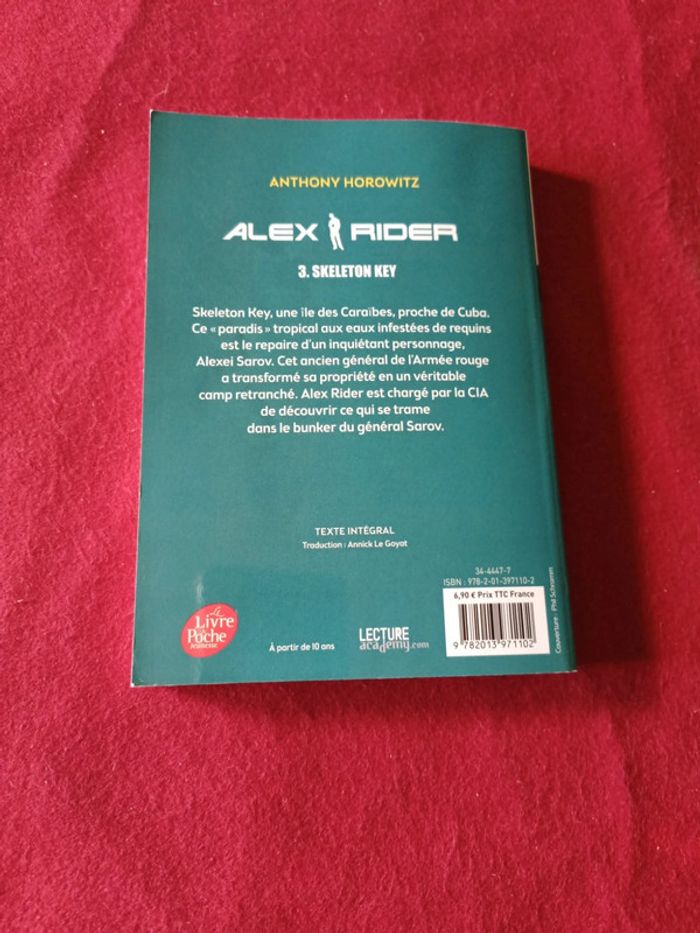 ANTHONY HOROWITZ
ALEX RIDER
3. SKELETON KEY
Skeleton Key, une île des Caraïbes, proche de Cuba.
Ce « paradis » tropical aux eaux infestées de requins
est le repaire d'un inquiétant personnage,
Alexei Sarov. Cet ancien général de l'Armée rouge
a transformé sa propriété en un véritable
camp retranché. Alex Rider est chargé par la CIA
de découvrir ce qui se trame
dans le bunker du général Sarov.
TEXTE INTÉGRAL
Traduction : Annick Le Goyat
34-4447-7
ISBN : 978-2-01-397110-2
6,90 € Prix TTC France
9 782013 971102
Couverture : Phil Schramm
Le
Livre
de
Poche
Jeunesse
À partir de 10 ans
LECTURE
academy.com